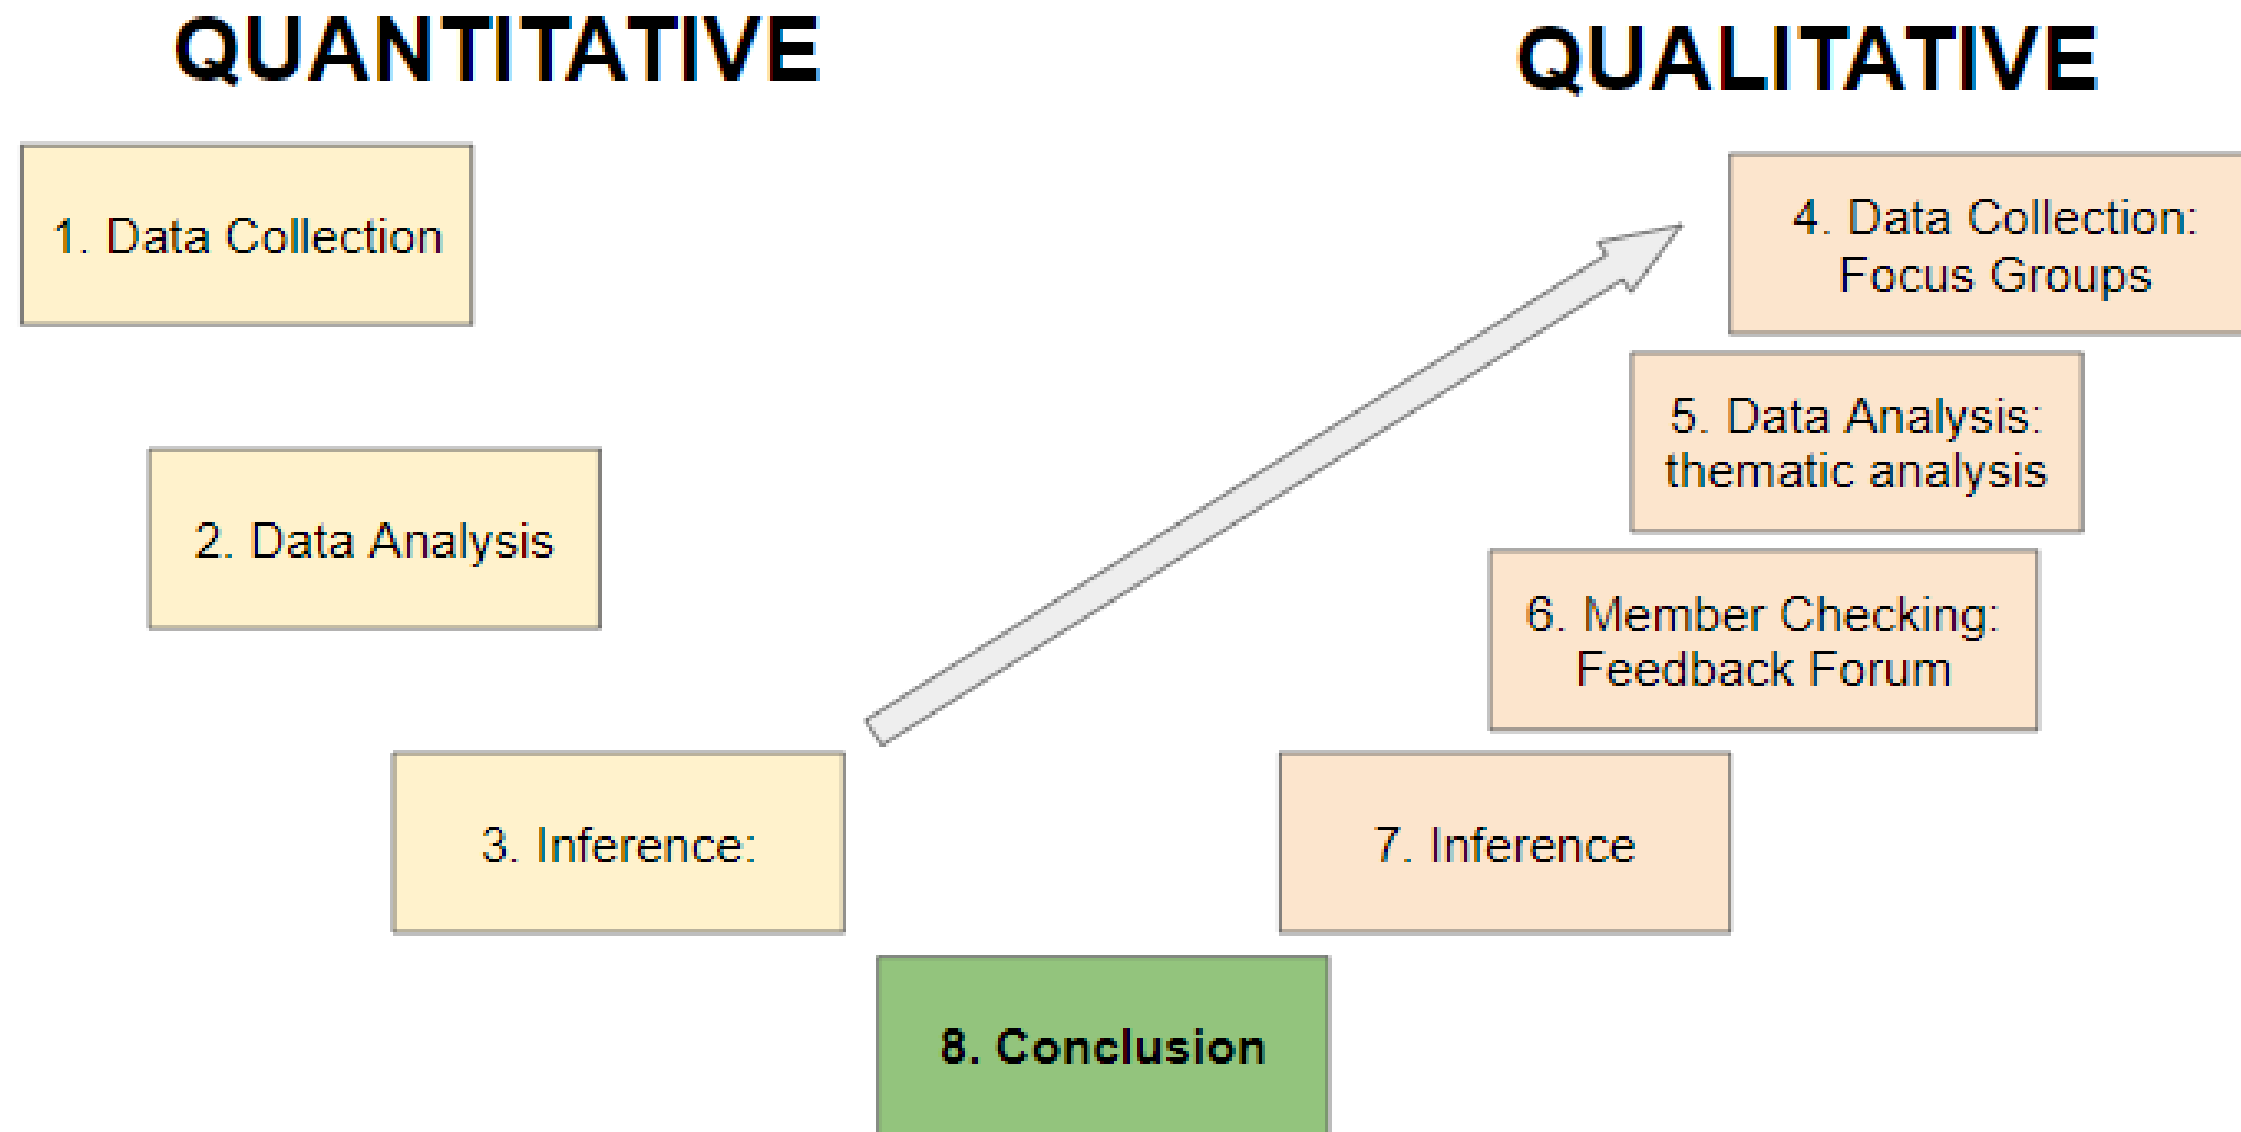 QUANTITATIVE
QUALITATIVE
1. Data Collection
2. Data Analysis
3. Inference:
4. Data Collection:
Focus Groups
5. Data Analysis:
thematic analysis
6. Member Checking:
Feedback Forum
7. Inference
8. Conclusion